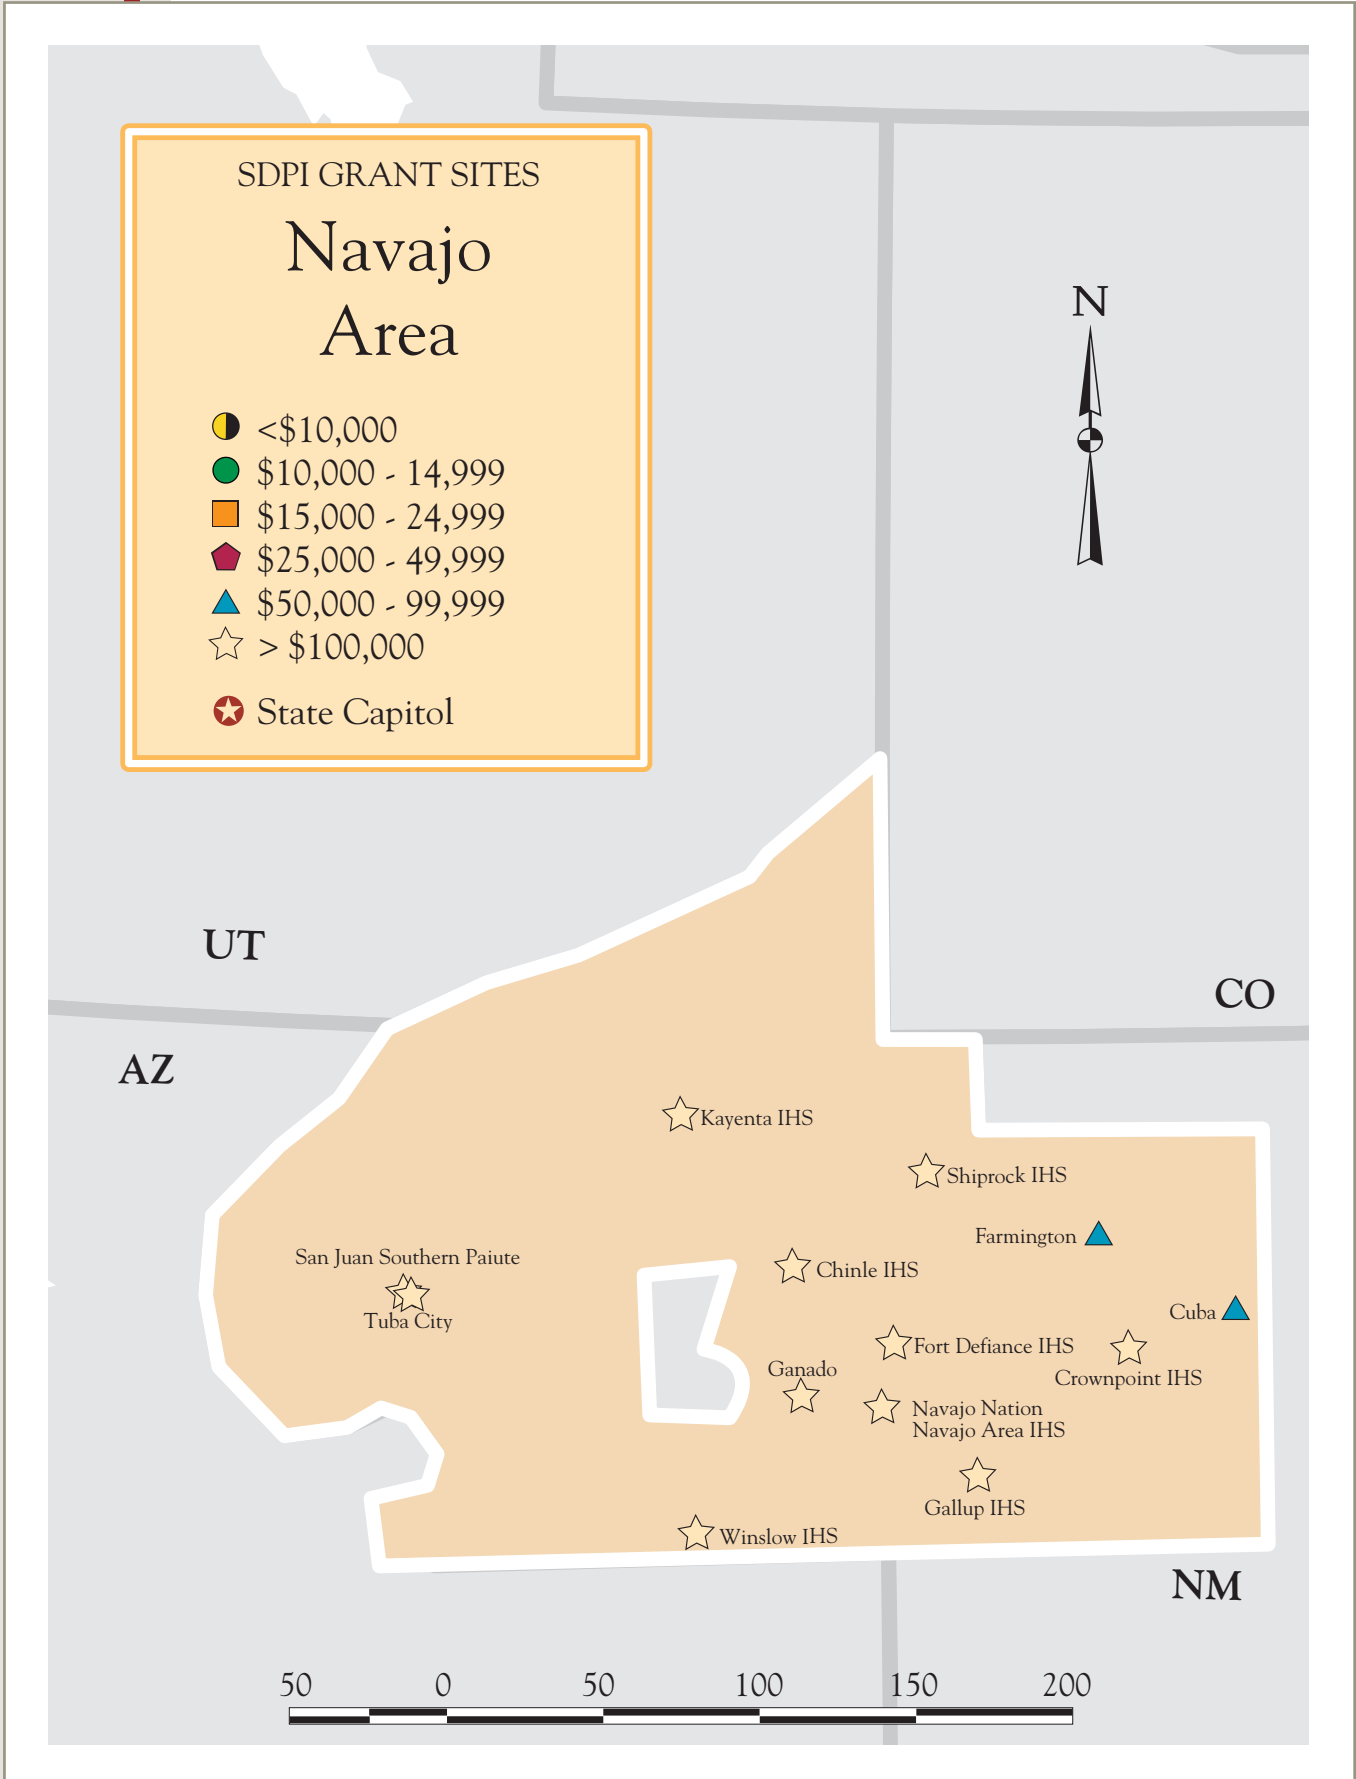 SDPI GRANT SITES
Navajo
Area
<$10,000
$10,000 - 14,999
$15,000 - 24,999
$25,000 - 49,999
$50,000 - 99,999
> $100,000
State Capitol
N
UT
CO
AZ
Kayenta IHS
Shiprock IHS
Farmington
San Juan Southern Paiute
Chinle IHS
Cuba
Tuba City
Fort Defiance IHS
Ganado
Crownpoint IHS
Navajo Nation
Navajo Area IHS
Gallup IHS
Winslow IHS
NM
50 0 50 100 150 200